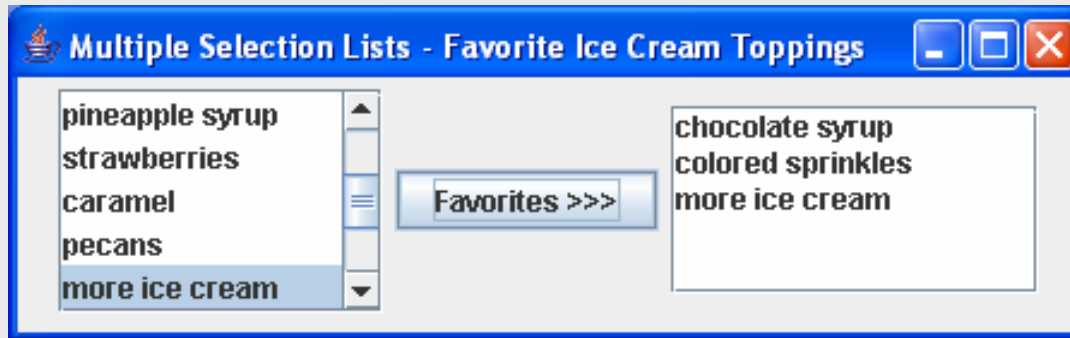 Multiple Selection Lists - Favorite Ice Cream Toppings
pineapple syrup
strawberries
caramel
pecans
more ice cream
Favorites >>>
chocolate syrup
colored sprinkles
more ice cream